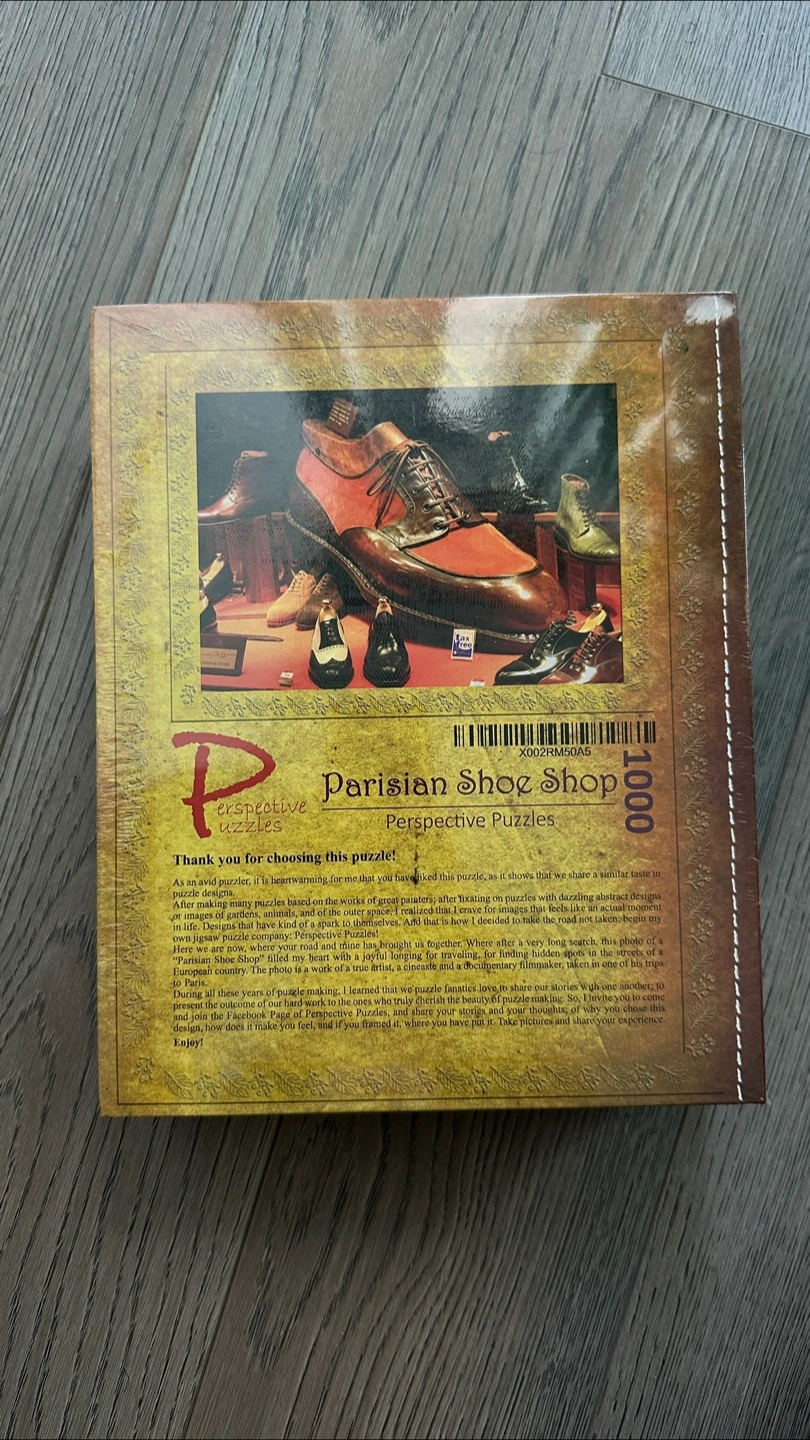 tax
free
X002RM50A5
Perspective
Puzzles
Parisian Shoe Shop
1000
Perspective Puzzles
Thank you for choosing this puzzle!
As an avid puzzler, it is heartwarming for me that you have liked this puzzle, as it shows that we share a similar taste in
puzzle designs.
After making many puzzles based on the works of great painters; after fixating on puzzles with dazzling abstract designs
or images of gardens, animals, and of the outer space, I realized that I crave for images that feels like an actual moment
in life. Designs that have kind of a spark to themselves. And that is how I decided to take the road not taken: begin my
own jigsaw puzzle company: Perspective Puzzles!
Here we are now, where your road and mine has brought us together. Where after a very long search, this photo of a
"Parisian Shoe Shop" filled my heart with a joyful longing for traveling, for finding hidden spots in the streets of a
European country. The photo is a work of a true artist, a cineaste and a documentary filmmaker, taken in one of his trips
to Paris.
During all these years of puzzle making, I learned that we puzzle fanatics love to share our stories with one another; to
present the outcome of our hard work to the ones who truly cherish the beauty of puzzle making. So, I invite you to come
and join the Facebook Page of Perspective Puzzles, and share your stories and your thoughts; of why you chose this
design, how does it make you feel, and if you framed it, where you have put it. Take pictures and share your experience.
Enjoy!